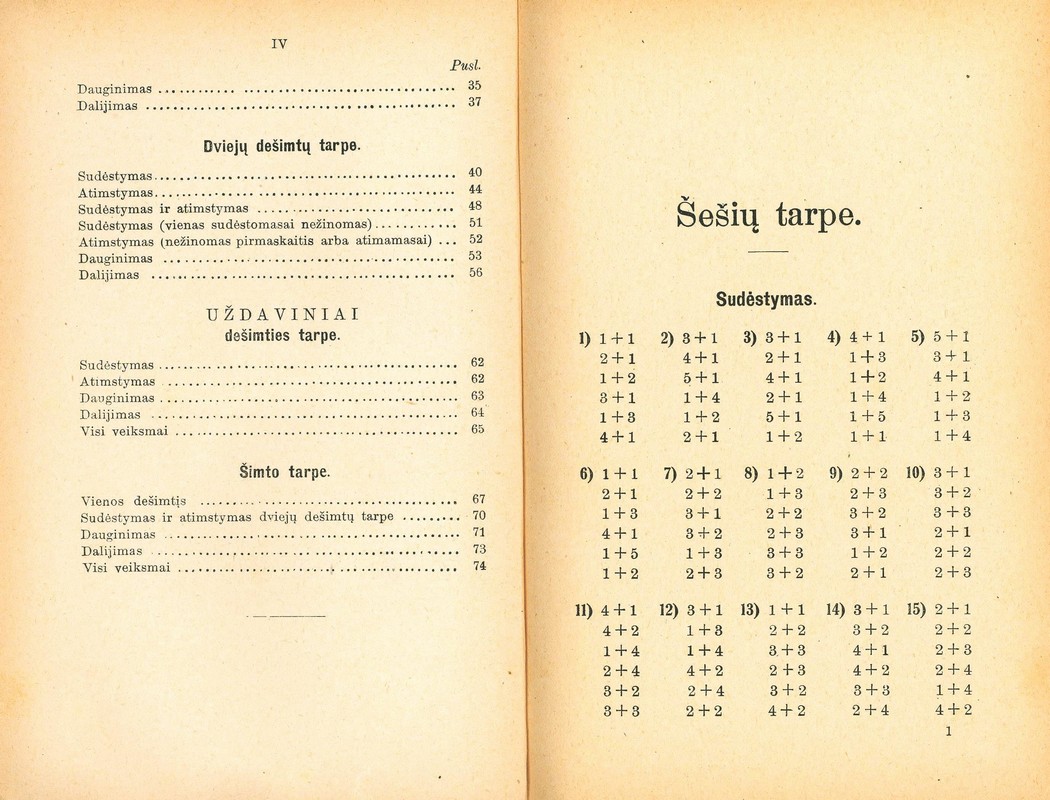 IV
Pusl.
Dauginimas .......................................... 35
Dalijimas .......................................... 37
Dviejų dešimtų tarpe.
Sudėstymas.......................................... 40
Atimstymas.......................................... 44
Sudėstymas ir atimstymas .......................... 48
Sudėstymas (vienas sudėstomasai nežinomas)............ 51
Atimstymas (nežinomas pirmaskaitis arba atimamasai) ... 52
Dauginimas .......................................... 53
Dalijimas .......................................... 56
UŽDAVINIAI
dešimties tarpe.
Sudėstymas .......................................... 62
Atimstymas .......................................... 62
Dauginimas .......................................... 63
Dalijimas .......................................... 64
Visi veiksmai .......................................... 65
Šimto tarpe.
Vienos dešimtįs .................................... 67
Sudėstymas ir atimstymas dviejų dešimtų tarpe ......... 70
Dauginimas .......................................... 71
Dalijimas .......................................... 73
Visi veiksmai .......................................... 74
Šešių tarpe.
Sudėstymas.
1) 1+1 2) 3+1 3) 3+1 4) 4+1 5) 5+1
2+1 4+1 2+1 1+3 3+1
1+2 5+1 4+1 1+2 4+1
3+1 1+4 2+1 1+4 1+2
1+3 1+2 5+1 1+5 1+3
4+1 2+1 1+2 1+1 1+4
6) 1+1 7) 2+1 8) 1+2 9) 2+2 10) 3+1
2+1 2+2 1+3 2+3 3+2
1+3 3+1 2+2 3+2 3+3
4+1 3+2 2+3 3+1 2+1
1+5 1+3 3+3 1+2 2+2
1+2 2+3 3+2 2+1 2+3
11) 4+1 12) 3+1 13) 1+1 14) 3+1 15) 2+1
4+2 1+3 2+2 3+2 2+2
1+4 1+4 3+3 4+1 2+3
2+4 4+2 2+3 4+2 2+4
3+2 2+4 3+2 3+3 1+4
3+3 2+2 4+2 2+4 4+2
1